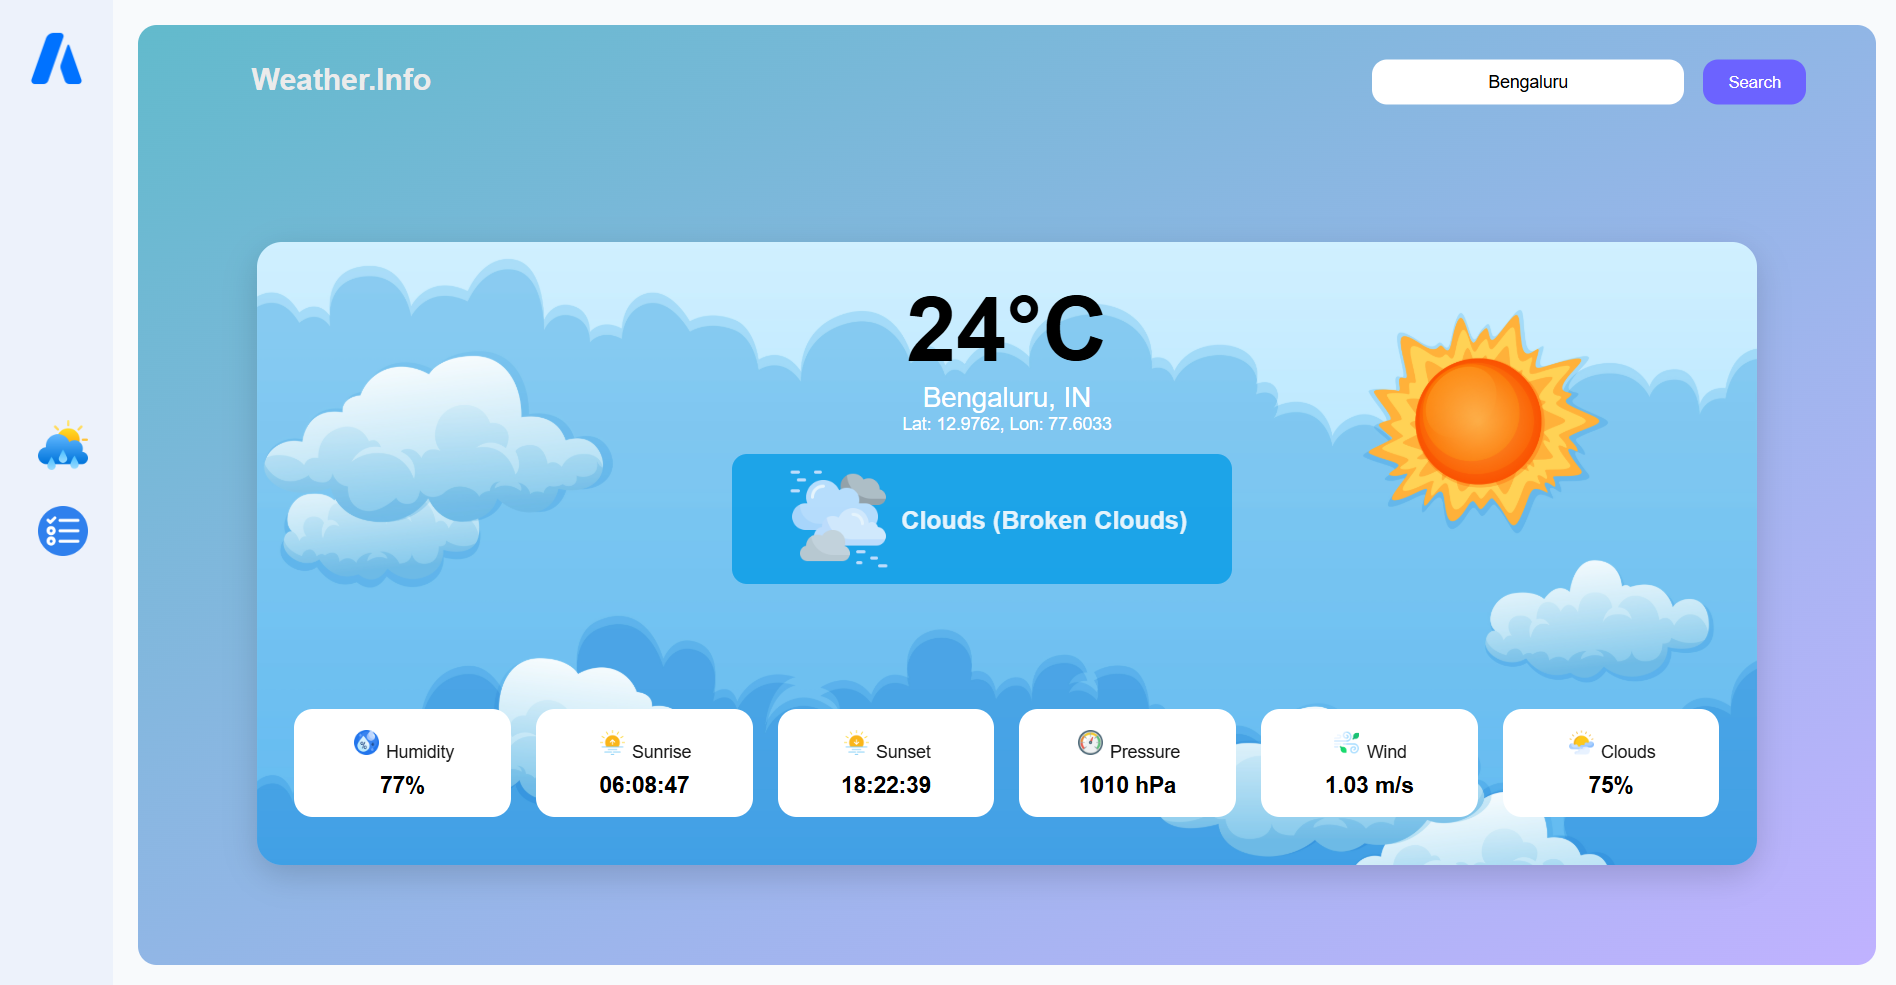 Weather.Info
Bengaluru
Search
24°C
Bengaluru, IN
Lat: 12.9762, Lon: 77.6033
Clouds (Broken Clouds)
Humidity
77%
Sunrise
06:08:47
Sunset
18:22:39
Pressure
1010 hPa
Wind
1.03 m/s
Clouds
75%